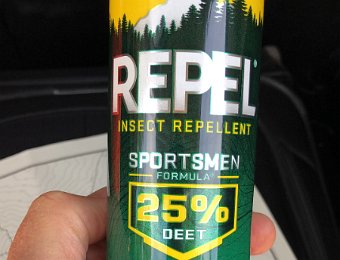 REPEL®
INSECT REPELLENT
SPORTSMEN
FORMULA®
25%
DEET